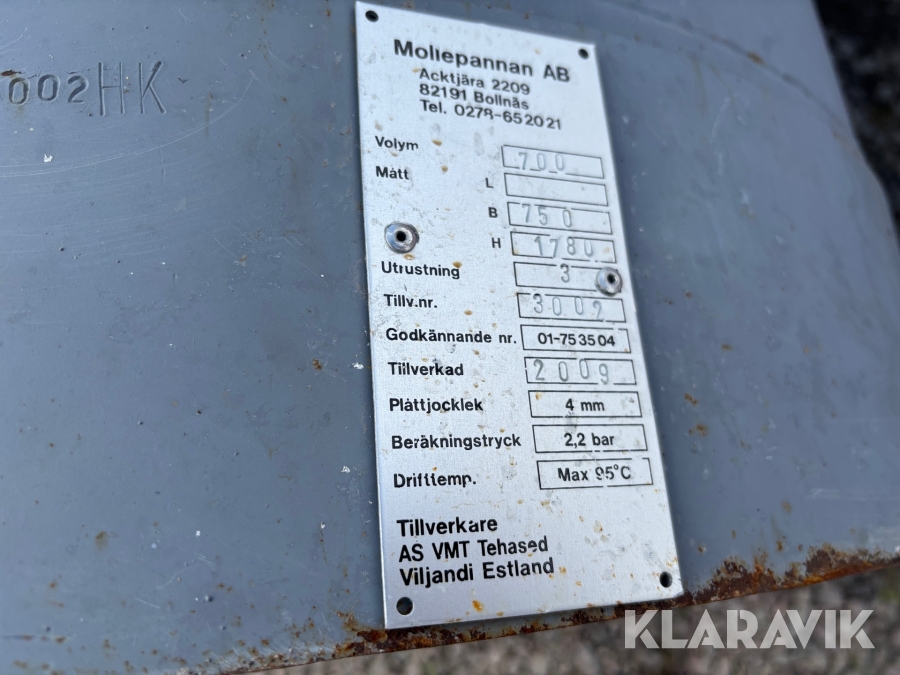 002HK
Mollepannan AB
Acktjära 2209
82191 Bollnäs
Tel. 0278-652021
Volym 700
Mått L
B 750
H 1780
Utrustning 3
Tillv.nr. 3002
Godkännande nr. 01-753504
Tillverkad 2009
Plåttjocklek 4 mm
Beräkningstryck 2,2 bar
Drifttemp. Max 95°C
Tillverkare
AS VMT Tehased
Viljandi Estland
KLARAVIK